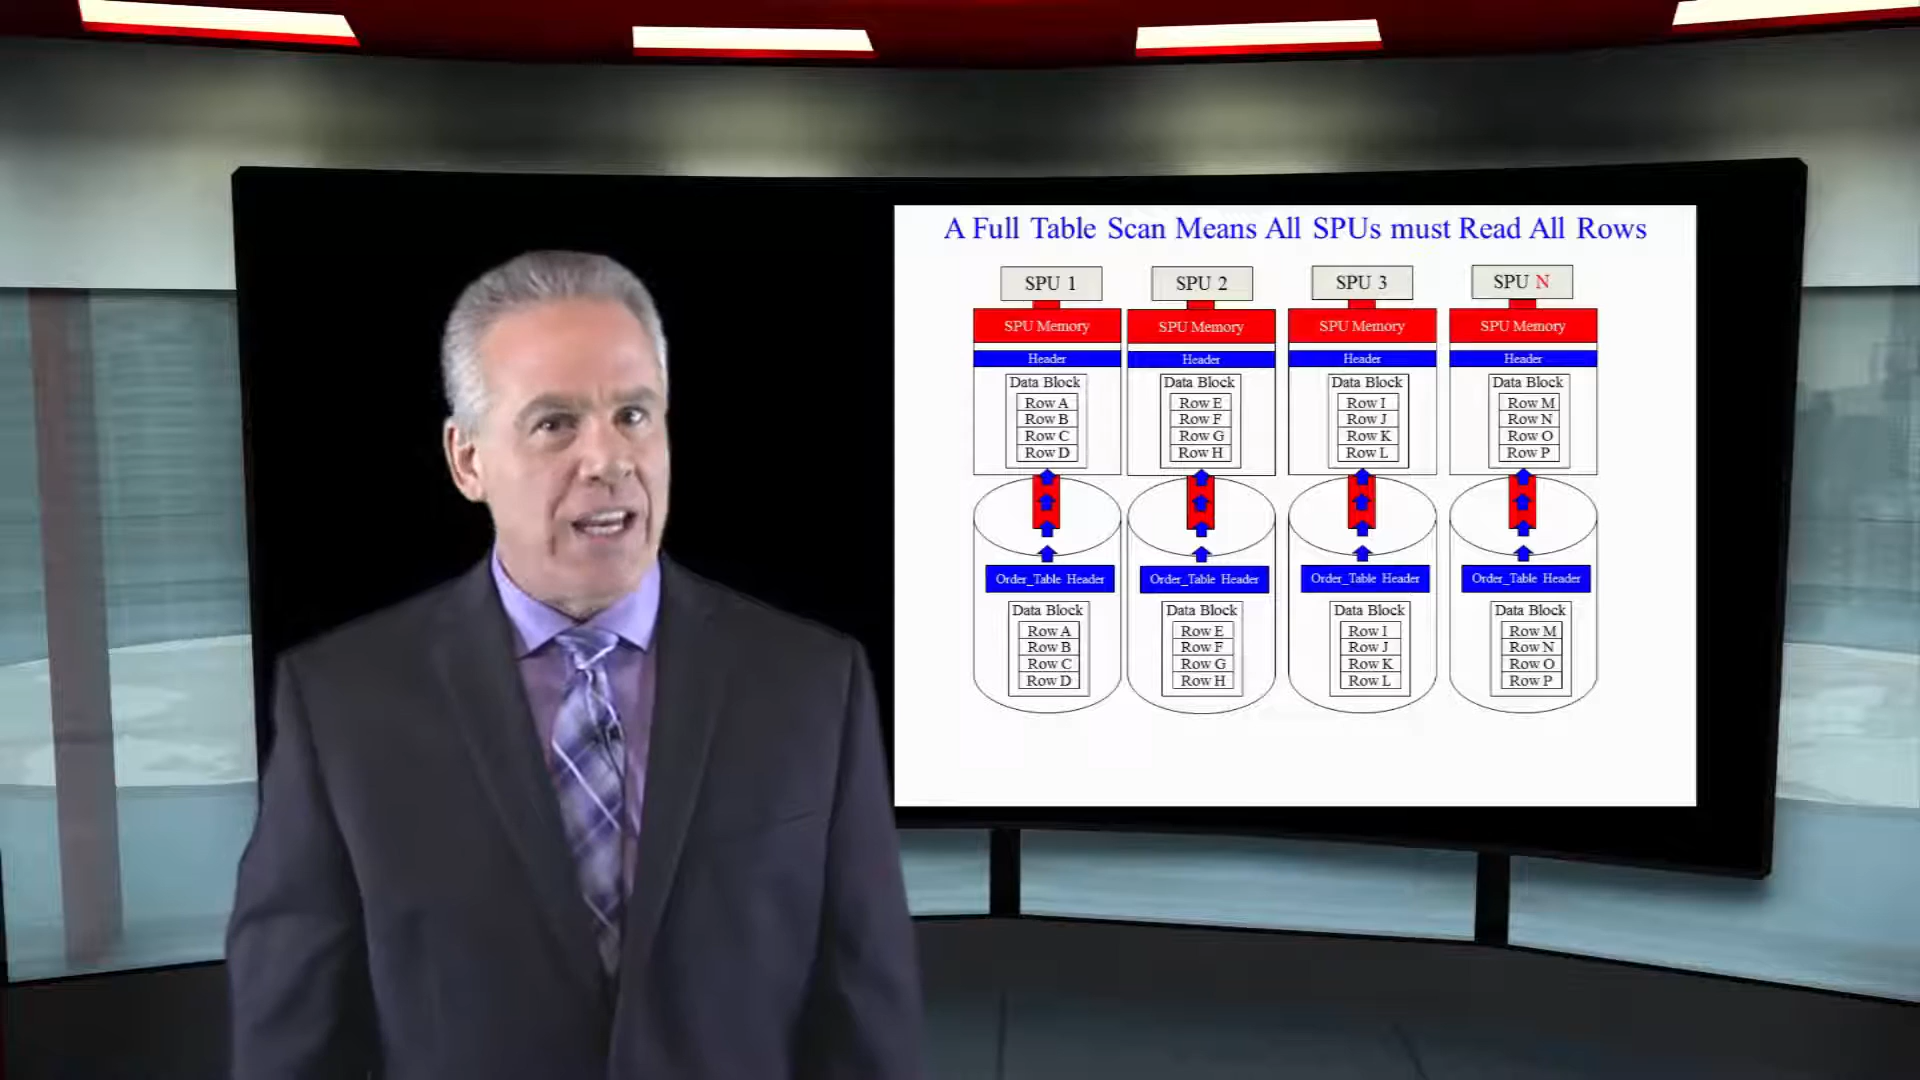 A Full Table Scan Means All SPUs must Read All Rows
SPU 1
SPU Memory
Header
Data Block
Row A
Row B
Row C
Row D
Order_Table Header
Data Block
Row A
Row B
Row C
Row D
SPU 2
SPU Memory
Header
Data Block
Row E
Row F
Row G
Row H
Order_Table Header
Data Block
Row E
Row F
Row G
Row H
SPU 3
SPU Memory
Header
Data Block
Row I
Row J
Row K
Row L
Order_Table Header
Data Block
Row I
Row J
Row K
Row L
SPU N
SPU Memory
Header
Data Block
Row M
Row N
Row O
Row P
Order_Table Header
Data Block
Row M
Row N
Row O
Row P